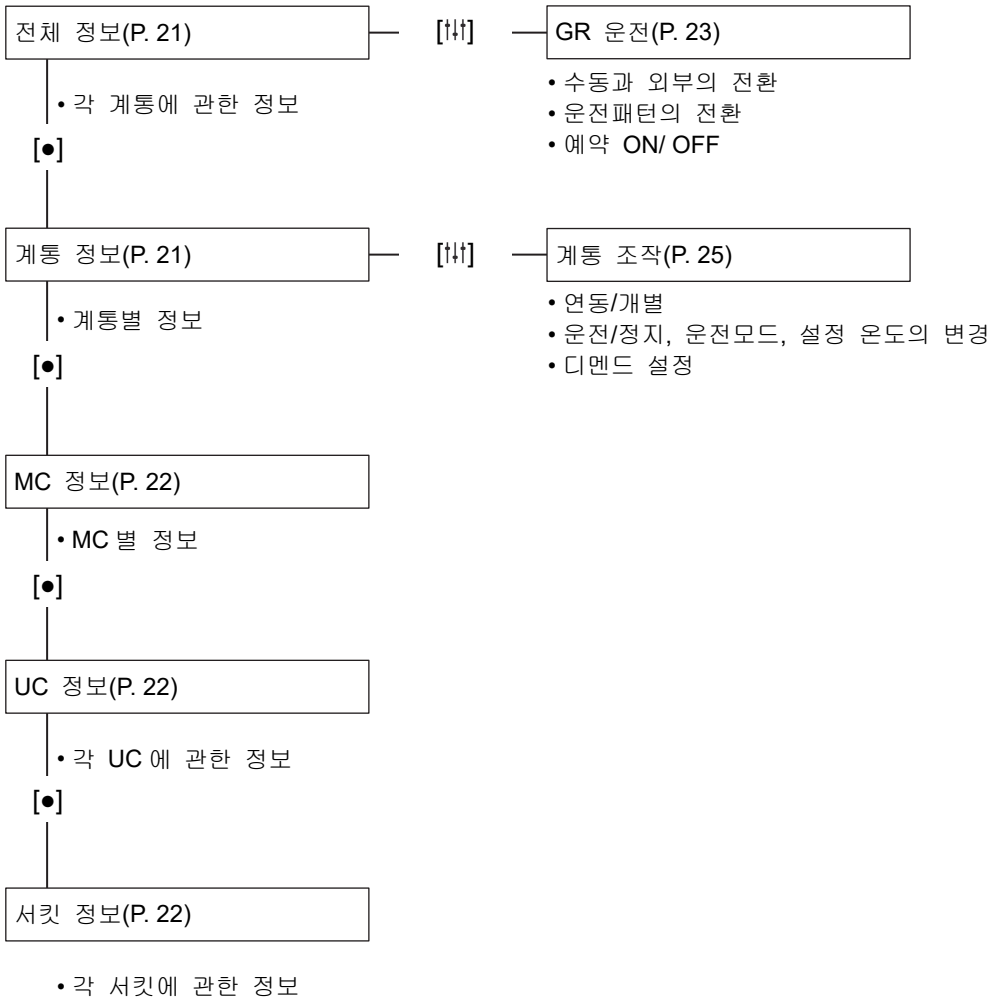 전체 정보(P. 21)
[ ]
GR 운전(P. 23)
• 각 계통에 관한 정보
• 수동과 외부의 전환
• 운전패턴의 전환
• 예약 ON/ OFF
[●]
계통 정보(P. 21)
[ ]
계통 조작(P. 25)
• 계통별 정보
• 연동/개별
• 운전/정지, 운전모드, 설정 온도의 변경
• 디멘드 설정
[●]
MC 정보(P. 22)
• MC 별 정보
[●]
UC 정보(P. 22)
• 각 UC 에 관한 정보
[●]
서킷 정보(P. 22)
• 각 서킷에 관한 정보